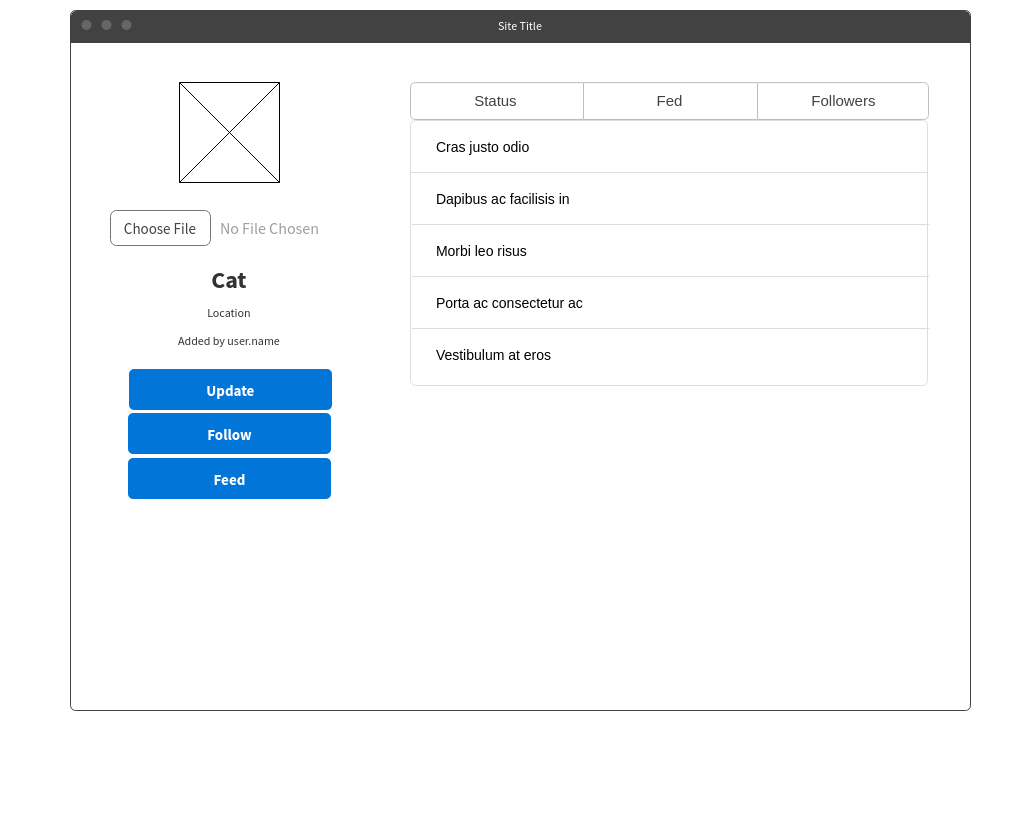 Site Title
Choose File No File Chosen
Cat
Location
Added by user.name
Update
Follow
Feed
Status Fed Followers
Cras justo odio
Dapibus ac facilisis in
Morbi leo risus
Porta ac consectetur ac
Vestibulum at eros